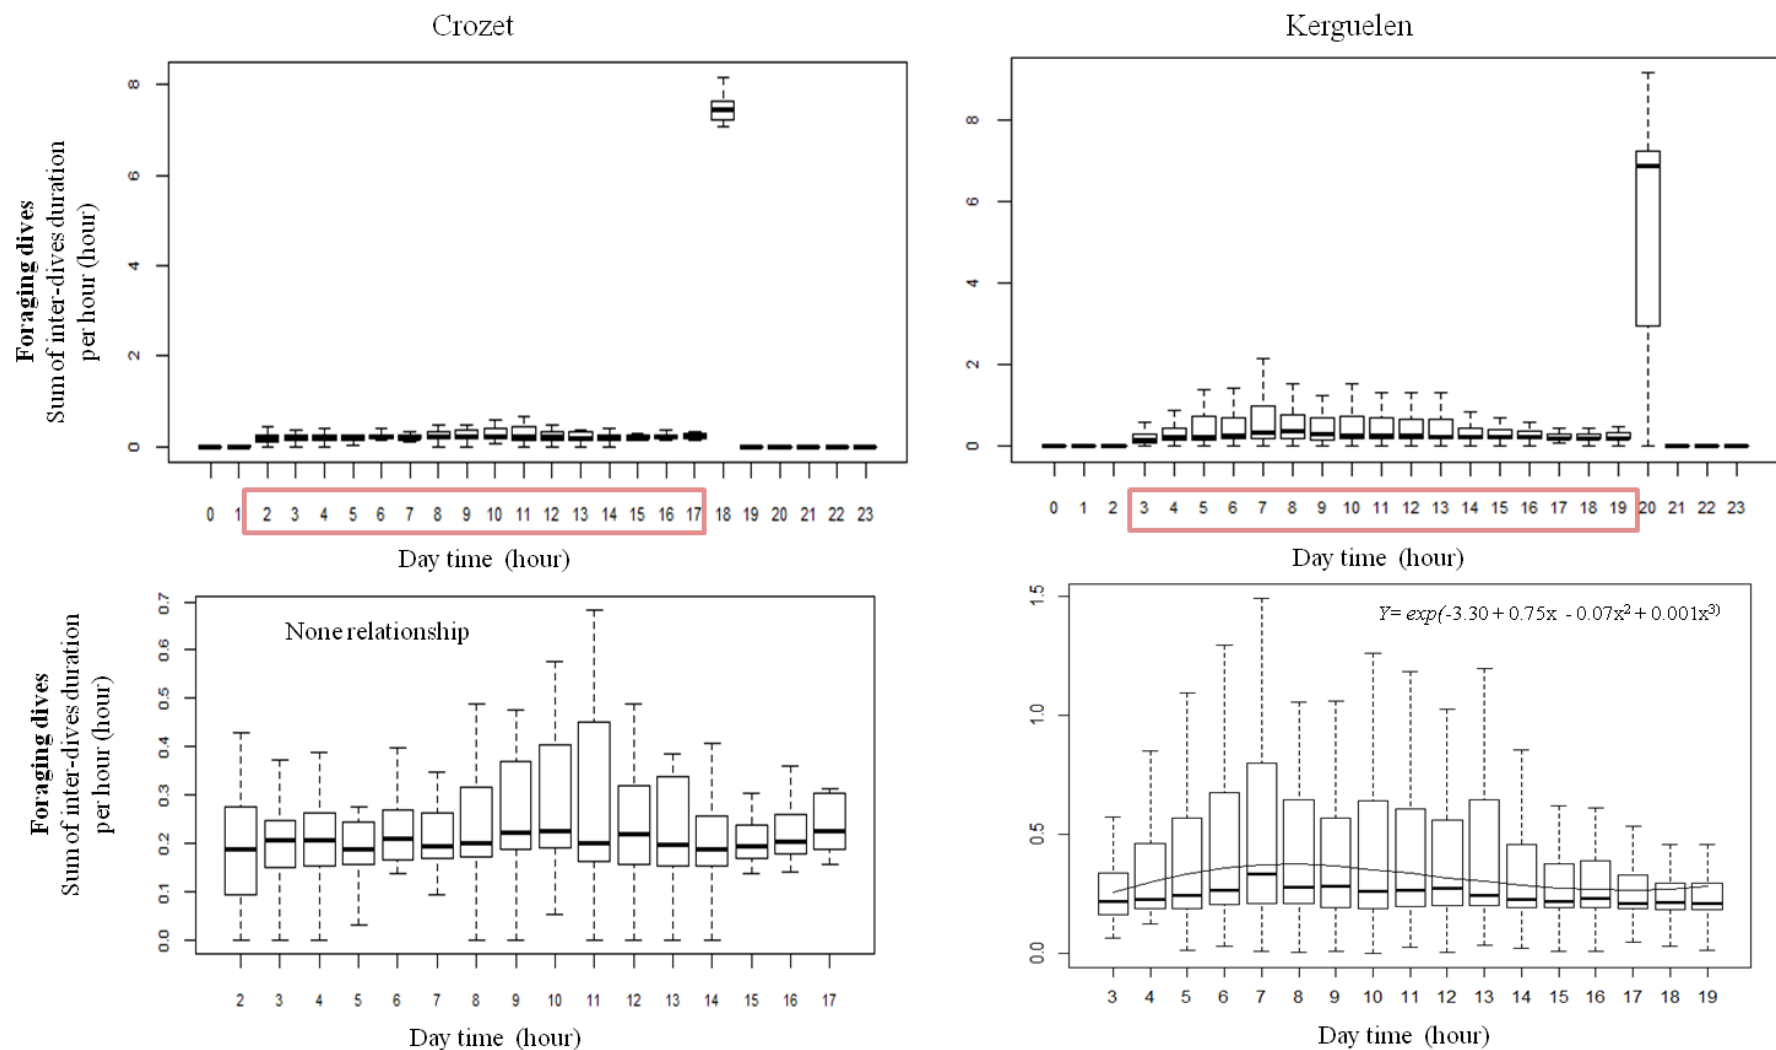 Crozet
Kerguelen
Foraging dives
Sum of inter-dives duration
per hour (hour)
8
6
4
2
0
0 1 2 3 4 5 6 7 8 9 10 11 12 13 14 15 16 17 18 19 20 21 22 23
Day time (hour)
8
6
4
2
0
0 1 2 3 4 5 6 7 8 9 10 11 12 13 14 15 16 17 18 19 20 21 22 23
Day time (hour)
Foraging dives
Sum of inter-dives duration
per hour (hour)
0.7
0.6
0.5
0.4
0.3
0.2
0.1
0.0
None relationship
2 3 4 5 6 7 8 9 10 11 12 13 14 15 16 17
Day time (hour)
1.5
1.0
0.5
0.0
Y= exp(-3.30 + 0.75x - 0.07x² + 0.001x³)
3 4 5 6 7 8 9 10 11 12 13 14 15 16 17 18 19
Day time (hour)